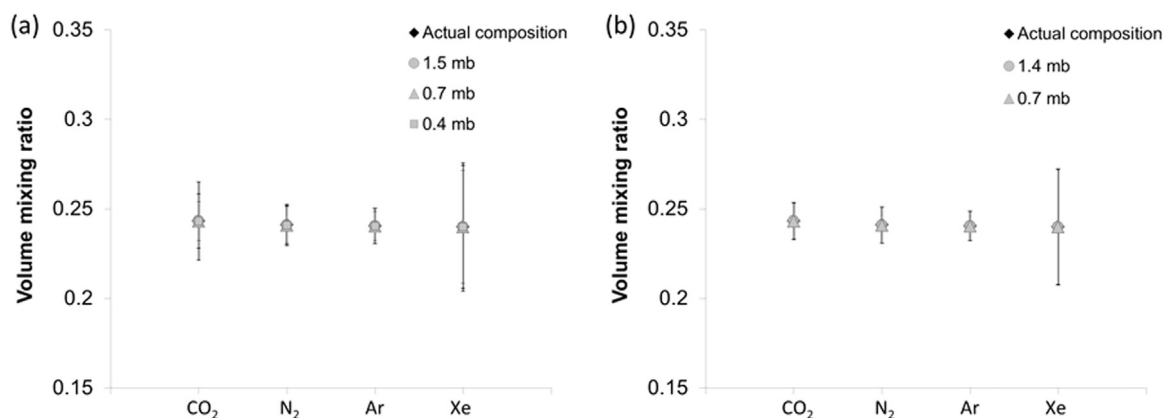 (a)
Volume mixing ratio
0.35
0.3
0.25
0.2
0.15
CO₂ N₂ Ar Xe
Actual composition
1.5 mb
0.7 mb
0.4 mb
(b)
Volume mixing ratio
0.35
0.3
0.25
0.2
0.15
CO₂ N₂ Ar Xe
Actual composition
1.4 mb
0.7 mb